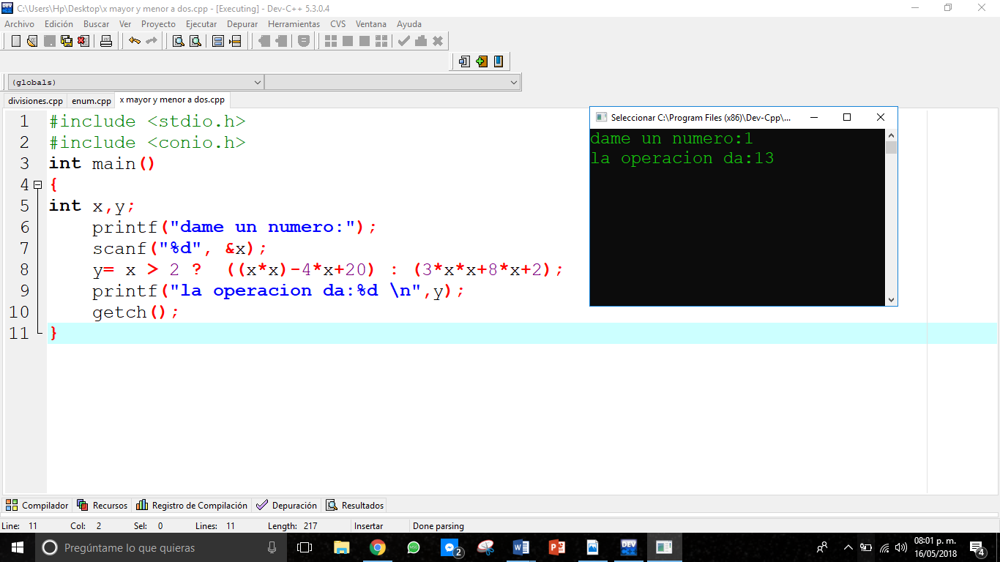 C:\Users\Hp\Desktop\x mayor y menor a dos.cpp - [Executing] - Dev-C++ 5.3.0.4
Archivo Edición Buscar Ver Proyecto Ejecutar Depurar Herramientas CVS Ventana Ayuda
(globals)
divisiones.cpp enum.cpp x mayor y menor a dos.cpp
1 #include <stdio.h>
2 #include <conio.h>
3 int main()
4 {
5 int x,y;
6 printf("dame un numero:");
7 scanf("%d", &x);
8 y= x > 2 ?  ((x*x)-4*x+20) : (3*x*x+8*x+2);
9 printf("la operacion da:%d \n",y);
10 getch();
11 }
Seleccionar C:\Program Files (x86)\Dev-Cpp\...
dame un numero:1
la operacion da:13
Compilador Recursos Registro de Compilación Depuración Resultados
Line: 11 Col: 2 Sel: 0 Lines: 11 Length: 217 Insertar Done parsing
Pregúntame lo que quieras
2
DEV
08:01 p. m.
16/05/2018
4